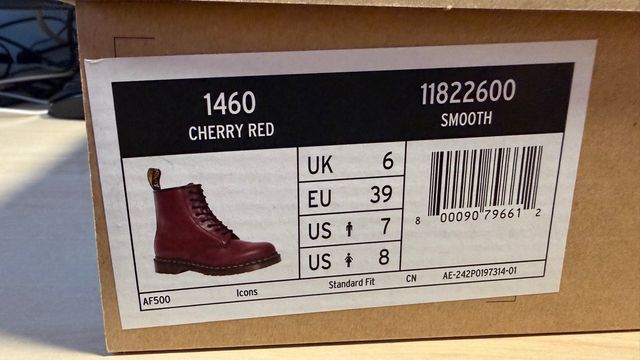 1460
CHERRY RED
11822600
SMOOTH
UK 6
EU 39
US 7
US 8
8 00090 79661 2
AF500 Icons Standard Fit CN AE-242P0197314-01